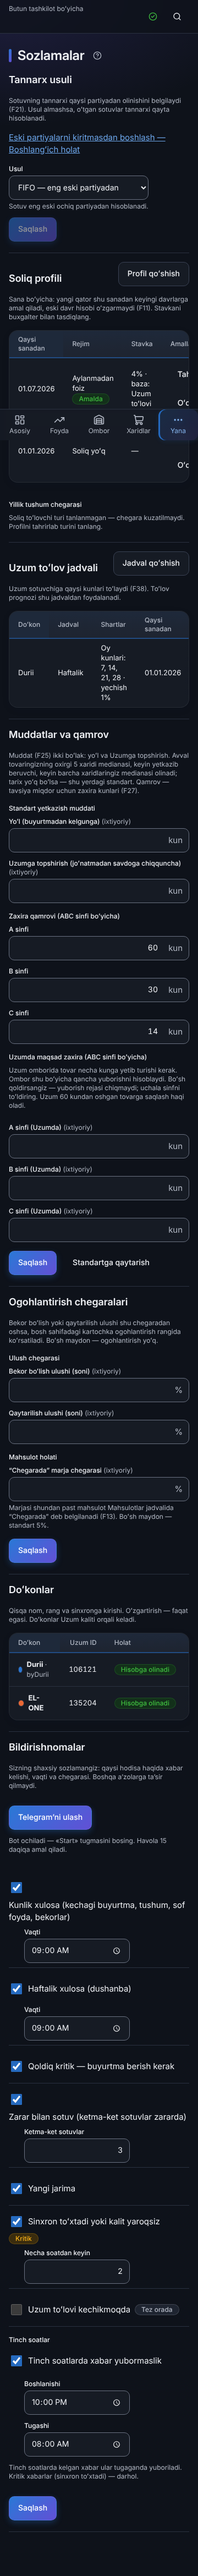 Butun tashkilot bo'yicha
Sozlamalar
Tannarx usuli
Sotuvning tannarxi qaysi partiyadan olinishini belgilaydi
(F21). Usul almashsa, o'tgan sotuvlar tannarxi qayta
hisoblanadi.
Eski partiyalarni kiritmasdan boshlash —
Boshlang'ich holat
Usul
FIFO — eng eski partiyadan
Sotuv eng eski ochiq partiyadan hisoblanadi.
Saqlash
Soliq profili
Profil qo'shish
Sana bo'yicha: yangi qator shu sanadan keyingi davrlarga
amal qiladi, eski davr hisobi o'zgarmaydi (F11). Stavkani
buxgalter bilan tasdiqlang.
Qaysi
sanadan
Rejim
Stavka
Amalla
01.07.2026
Aylanmadan
foiz
Amalda
4% ·
baza:
Uzum
to'lovi
Tah
O'c
Asosiy
Foyda
Ombor
Xaridlar
Yana
01.01.2026
Soliq yo'q
—
O'c
Yillik tushum chegarasi
Soliq to'lovchi turi tanlanmagan — chegara kuzatilmaydi.
Profilni tahrirlab turini tanlang.
Uzum to'lov jadvali
Jadval qo'shish
Uzum sotuvchiga qaysi kunlari to'laydi (F38). To'lov
prognozi shu jadvaldan foydalanadi.
Do'kon
Jadval
Shartlar
Qaysi
sanadan
Durii
Haftalik
Oy
kunlari:
7, 14,
21, 28 ·
yechish
1%
01.01.2026
Muddatlar va qamrov
Muddat (F25) ikki bo'lak: yo'l va Uzumga topshirish. Avval
tovaringizning oxirgi 5 xarid medianasi, keyin yetkazib
beruvchi, keyin barcha xaridlaringiz medianasi olinadi;
tarix yo'q bo'lsa — shu yerdagi standart. Qamrov —
tavsiya miqdor uchun zaxira kunlari (F27).
Standart yetkazish muddati
Yo'l (buyurtmadan kelgunga) (ixtiyoriy)
kun
Uzumga topshirish (jo'natmadan savdoga chiqquncha)
(ixtiyoriy)
kun
Zaxira qamrovi (ABC sinfi bo'yicha)
A sinfi
60 kun
B sinfi
30 kun
C sinfi
14 kun
Uzumda maqsad zaxira (ABC sinfi bo'yicha)
Uzum omborida tovar necha kunga yetib turishi kerak.
Ombor shu bo'yicha qancha yuborishni hisoblaydi. Bo'sh
qoldirsangiz — yuborish rejasi chiqmaydi; uchala sinfni
to'ldiring. Uzum 60 kundan oshgan tovarga saqlash haqi
oladi.
A sinfi (Uzumda) (ixtiyoriy)
kun
B sinfi (Uzumda) (ixtiyoriy)
kun
C sinfi (Uzumda) (ixtiyoriy)
kun
Saqlash
Standartga qaytarish
Ogohlantirish chegaralari
Bekor bo'lish yoki qaytarilish ulushi shu chegaradan
oshsa, bosh sahifadagi kartochka ogohlantirish rangida
ko'rsatiladi. Bo'sh maydon — ogohlantirish yo'q.
Ulush chegarasi
Bekor bo'lish ulushi (soni) (ixtiyoriy)
%
Qaytarilish ulushi (soni) (ixtiyoriy)
%
Mahsulot holati
"Chegarada" marja chegarasi (ixtiyoriy)
%
Marjasi shundan past mahsulot Mahsulotlar jadvalida
"Chegarada" deb belgilanadi (F13). Bo'sh maydon —
standart 5%.
Saqlash
Do'konlar
Qisqa nom, rang va sinxronga kirishi. O'zgartirish — faqat
egasi. Do'konlar Uzum kaliti orqali keladi.
Do'kon
Uzum ID
Holat
Durii ·
byDurii
106121
Hisobga olinadi
EL-
ONE
135204
Hisobga olinadi
Bildirishnomalar
Sizning shaxsiy sozlamangiz: qaysi hodisa haqida xabar
kelishi, vaqti va chegarasi. Boshqa a'zolarga ta'sir
qilmaydi.
Telegram'ni ulash
Bot ochiladi — «Start» tugmasini bosing. Havola 15
daqiqa amal qiladi.
Kunlik xulosa (kechagi buyurtma, tushum, sof
foyda, bekorlar)
Vaqti
09:00 AM
Haftalik xulosa (dushanba)
Vaqti
09:00 AM
Qoldiq kritik — buyurtma berish kerak
Zarar bilan sotuv (ketma-ket sotuvlar zararda)
Ketma-ket sotuvlar
3
Yangi jarima
Sinxron to'xtadi yoki kalit yaroqsiz
Kritik
Necha soatdan keyin
2
Uzum to'lovi kechikmoqda Tez orada
Tinch soatlar
Tinch soatlarda xabar yubormaslik
Boshlanishi
10:00 PM
Tugashi
08:00 AM
Tinch soatlarda kelgan xabar ular tugaganda yuboriladi.
Kritik xabarlar (sinxron to'xtadi) — darhol.
Saqlash